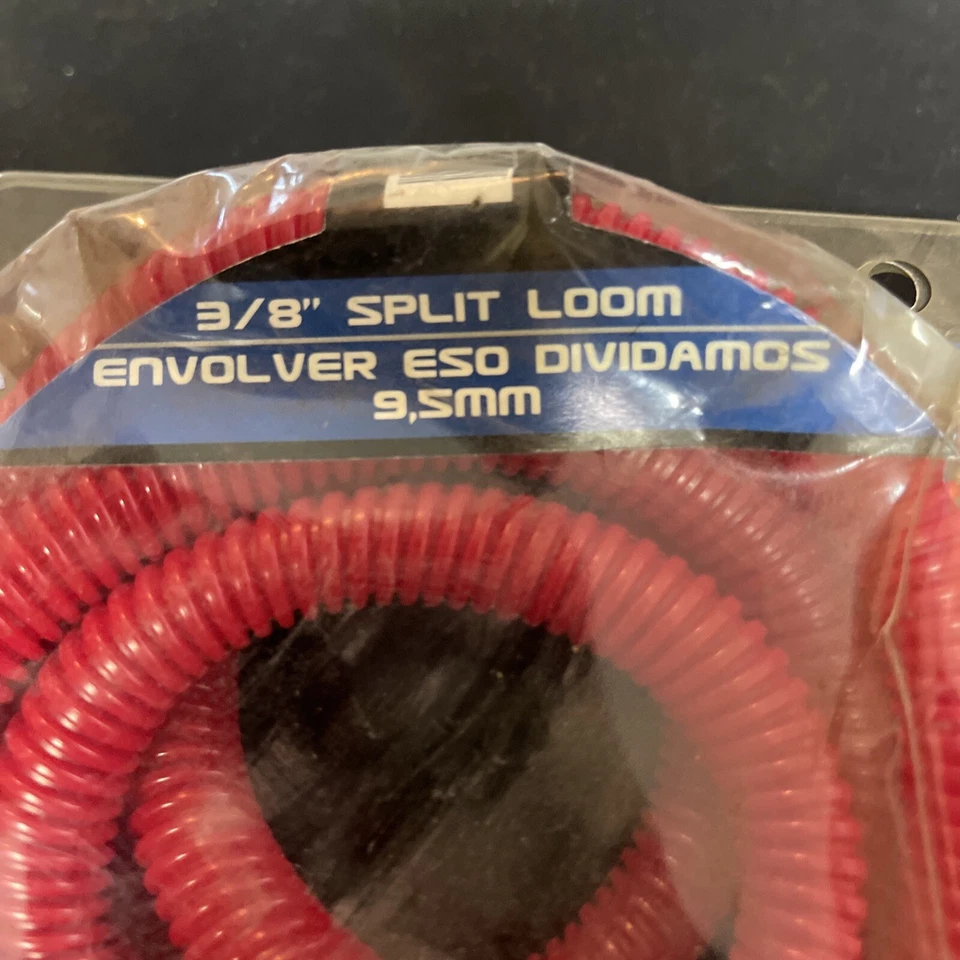 3/8" SPLIT LOOM
ENVOLVER ESO DIVIDAMOS
9,5mm